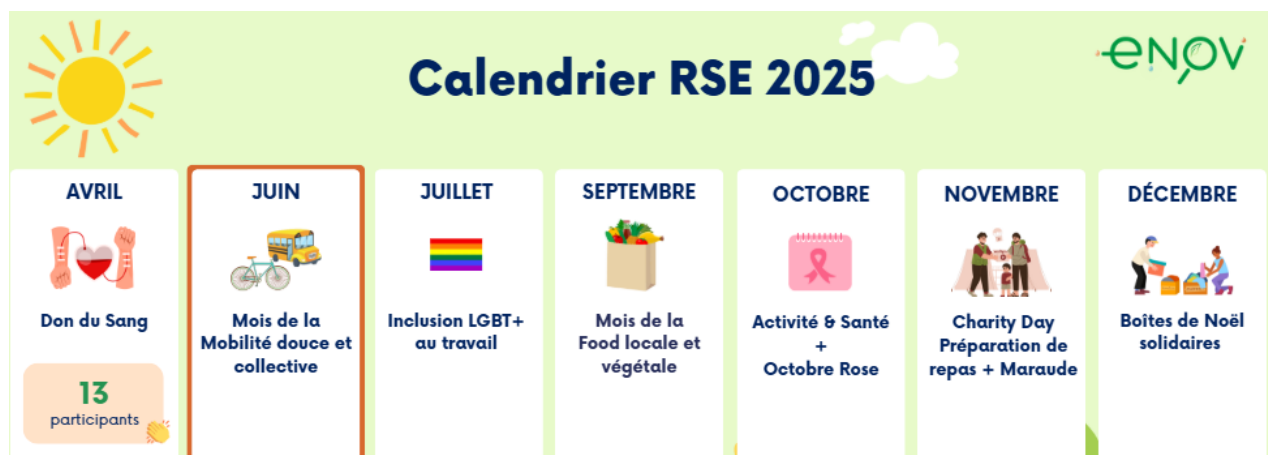 Calendrier RSE 2025
enov
AVRIL
Don du Sang
13
participants
JUIN
Mois de la
Mobilité douce et
collective
JUILLET
Inclusion LGBT+
au travail
SEPTEMBRE
Mois de la
Food locale et
végétale
OCTOBRE
Activité & Santé
+
Octobre Rose
NOVEMBRE
Charity Day
Préparation de
repas + Maraude
DÉCEMBRE
Boîtes de Noël
solidaires